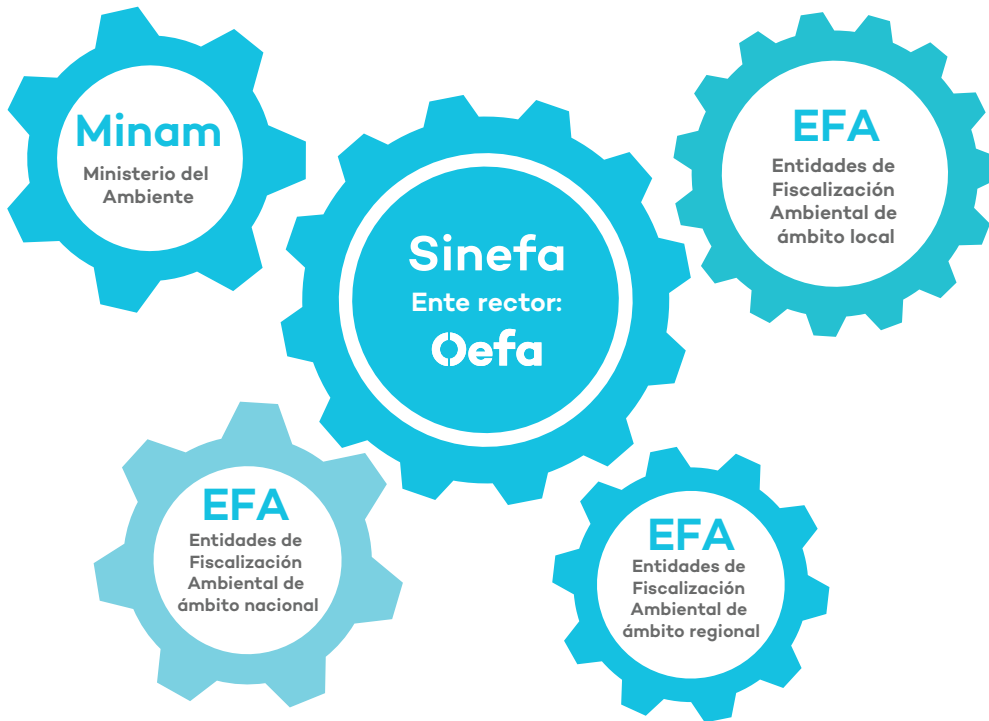 Minam
Ministerio del
Ambiente
EFA
Entidades de
Fiscalización
Ambiental de
ámbito local
Sinefa
Ente rector:
Oefa
EFA
Entidades de
Fiscalización
Ambiental de
ámbito nacional
EFA
Entidades de
Fiscalización
Ambiental de
ámbito regional